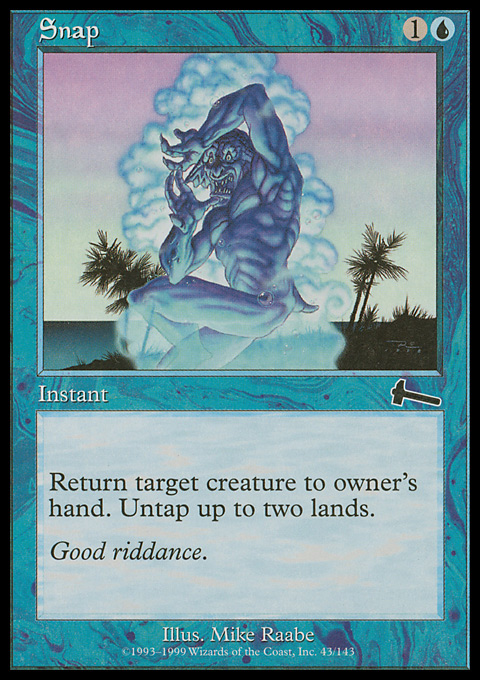 Snap 1
Instant
Return target creature to owner's
hand. Untap up to two lands.
Good riddance.
Illus. Mike Raabe
©1993-1999 Wizards of the Coast, Inc. 43/143